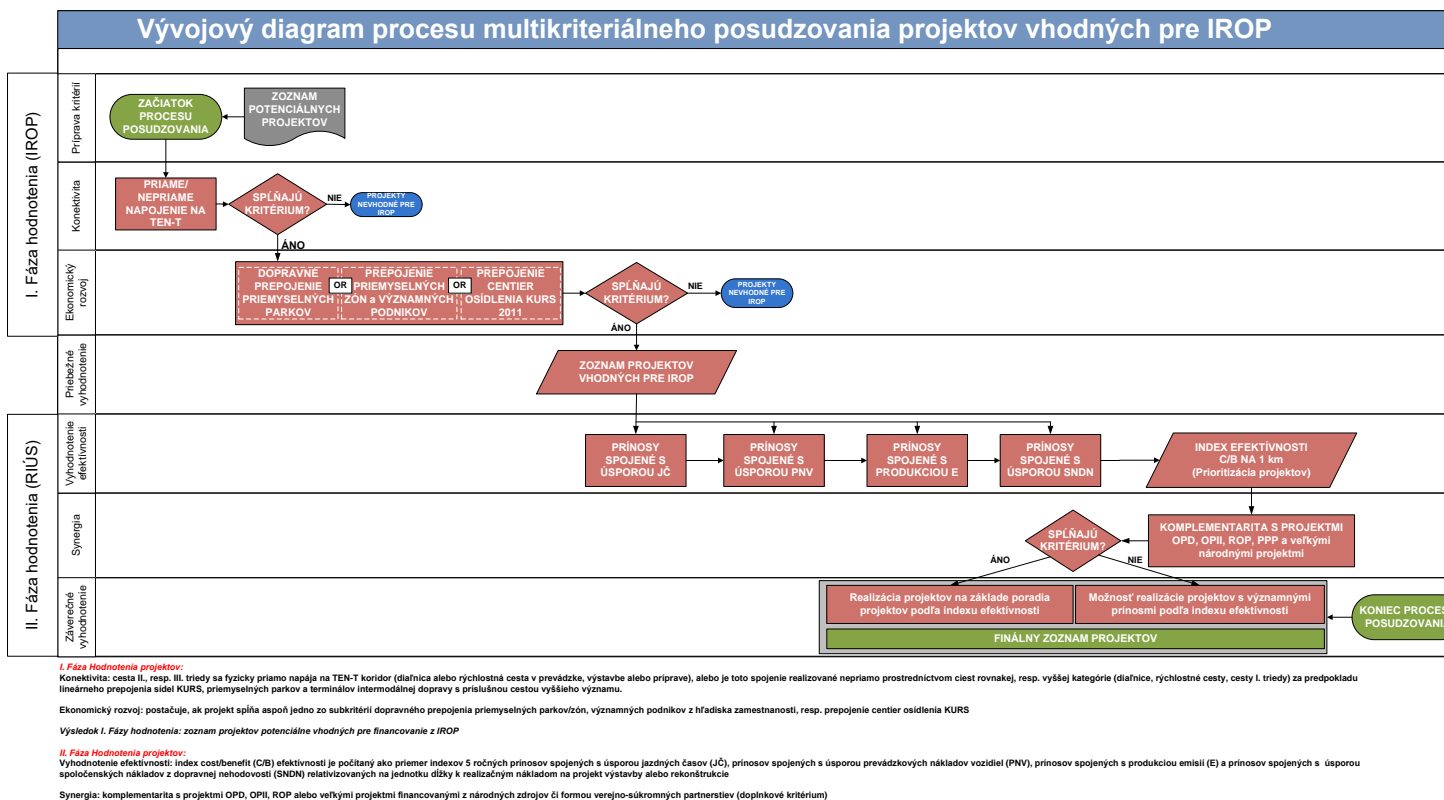 Vývojový diagram procesu multikriteriálneho posudzovania projektov vhodných pre IROP
I. Fáza hodnotenia (IROP)
Príprava kritérií
ZAČIATOK
PROCESU
POSUDZOVANIA
ZOZNAM
POTENCIÁLNYCH
PROJEKTOV
Konektivita
PRIAME/
NEPRIAME
NAPOJENIE NA
TEN-T
SPĹŇAJÚ
KRITÉRIUM?
NIE
PROJEKTY
NEVHODNÉ PRE
IROP
ÁNO
Ekonomický
rozvoj
DOPRAVNÉ
PREPOJENIE
PRIEMYSELNÝCH
PARKOV
OR
PREPOJENIE
PRIEMYSELNÝCH
ZÓN a VÝZNAMNÝCH
PODNIKOV
OR
PREPOJENIE
CENTIER
OSÍDLENIA KURS
2011
SPĹŇAJÚ
KRITÉRIUM?
NIE
PROJEKTY
NEVHODNÉ PRE
IROP
ÁNO
Priebežné
vyhodnotenie
ZOZNAM PROJEKTOV
VHODNÝCH PRE IROP
II. Fáza hodnotenia (RIÚS)
Vyhodnotenie
efektívnosti
PRÍNOSY
SPOJENÉ S
ÚSPOROU JČ
PRÍNOSY
SPOJENÉ S
ÚSPOROU PNV
PRÍNOSY
SPOJENÉ S
PRODUKCIOU E
PRÍNOSY
SPOJENÉ S
ÚSPOROU SNDN
INDEX EFEKTÍVNOSTI
C/B NA 1 km
(Prioritizácia projektov)
Synergia
SPĹŇAJÚ
KRITÉRIUM?
KOMPLEMENTARITA S PROJEKTMI
OPD, OPII, ROP, PPP a veľkými
národnými projektmi
ÁNO
NIE
Záverečné
vyhodnotenie
Realizácia projektov na základe poradia
projektov podľa indexu efektívnosti
Možnosť realizácie projektov s významnými
prínosmi podľa indexu efektívnosti
FINÁLNY ZOZNAM PROJEKTOV
KONIEC PROCES
POSUDZOVANIA
I. Fáza Hodnotenia projektov:
Konektivita: cesta II., resp. III. triedy sa fyzicky priamo napája na TEN-T koridor (diaľnica alebo rýchlostná cesta v prevádzke, výstavbe alebo príprave), alebo je toto spojenie realizované nepriamo prostredníctvom ciest rovnakej, resp. vyššej kategórie (diaľnice, rýchlostné cesty, cesty I. triedy) za predpokladu
lineárneho prepojenia sídel KURS, priemyselných parkov a terminálov intermodálnej dopravy s príslušnou cestou vyššieho významu.
Ekonomický rozvoj: postačuje, ak projekt spĺňa aspoň jedno zo subkritérií dopravného prepojenia priemyselných parkov/zón, významných podnikov z hľadiska zamestnanosti, resp. prepojenie centier osídlenia KURS
Výsledok I. Fázy hodnotenia: zoznam projektov potenciálne vhodných pre financovanie z IROP
II. Fáza Hodnotenia projektov:
Vyhodnotenie efektívnosti: index cost/benefit (C/B) efektívnosti je počítaný ako priemer indexov 5 ročných prínosov spojených s úsporou jazdných časov (JČ), prínosov spojených s úsporou prevádzkových nákladov vozidiel (PNV), prínosov spojených s produkciou emisií (E) a prínosov spojených s úsporou
spoločenských nákladov z dopravnej nehodovosti (SNDN) relativizovaných na jednotku dĺžky k realizačným nákladom na projekt výstavby alebo rekonštrukcie
Synergia: komplementarita s projektmi OPD, OPII, ROP alebo veľkými projektmi financovanými z národných zdrojov či formou verejno-súkromných partnerstiev (doplnkové kritérium)